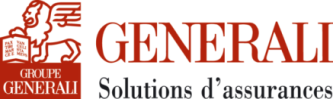 GROUPE
GENERALI
GENERALI
Solutions d'assurances